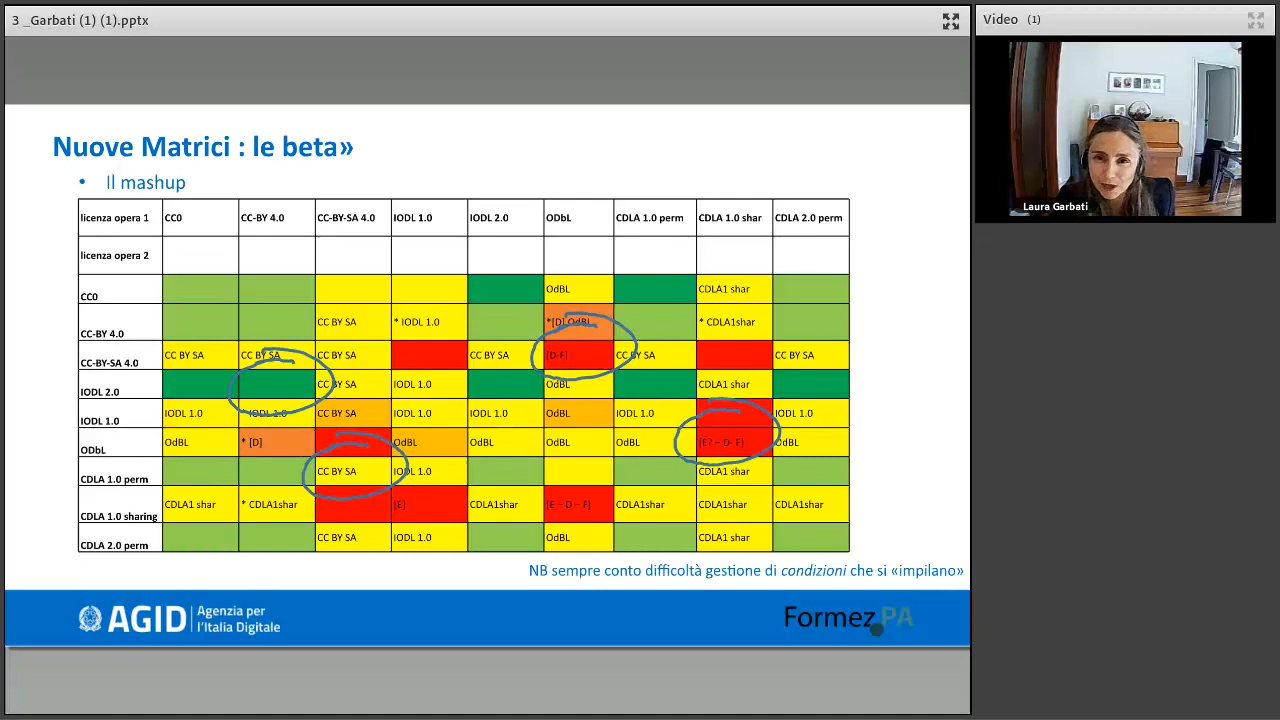 3 _Garbati (1) (1).pptx
Video (1)
Laura Garbati
Nuove Matrici : le beta»
• Il mashup
licenza opera 1 CC0 CC-BY 4.0 CC-BY-SA 4.0 IODL 1.0 IODL 2.0 ODbL CDLA 1.0 perm CDLA 1.0 shar CDLA 2.0 perm
licenza opera 2
CC0 OdBL CDLA1 shar
CC-BY 4.0 CC BY SA * IODL 1.0 *[D] OdBL * CDLA1shar
CC-BY-SA 4.0 CC BY SA CC BY SA CC BY SA CC BY SA [D-F] CC BY SA CC BY SA
IODL 2.0 CC BY SA IODL 1.0 OdBL CDLA1 shar
IODL 1.0 IODL 1.0 IODL 1.0 CC BY SA IODL 1.0 IODL 1.0 OdBL IODL 1.0 IODL 1.0
ODbL OdBL * [D] OdBL OdBL OdBL OdBL [E? – D- F] OdBL
CDLA 1.0 perm CC BY SA IODL 1.0 CDLA1 shar
CDLA 1.0 sharing CDLA1 shar * CDLA1shar [E] CDLA1shar [E – D – F] CDLA1shar CDLA1shar CDLA1shar
CDLA 2.0 perm CC BY SA IODL 1.0 OdBL CDLA1 shar
NB sempre conto difficoltà gestione di condizioni che si «impilano»
AGID Agenzia per
l'Italia Digitale
Formez PA